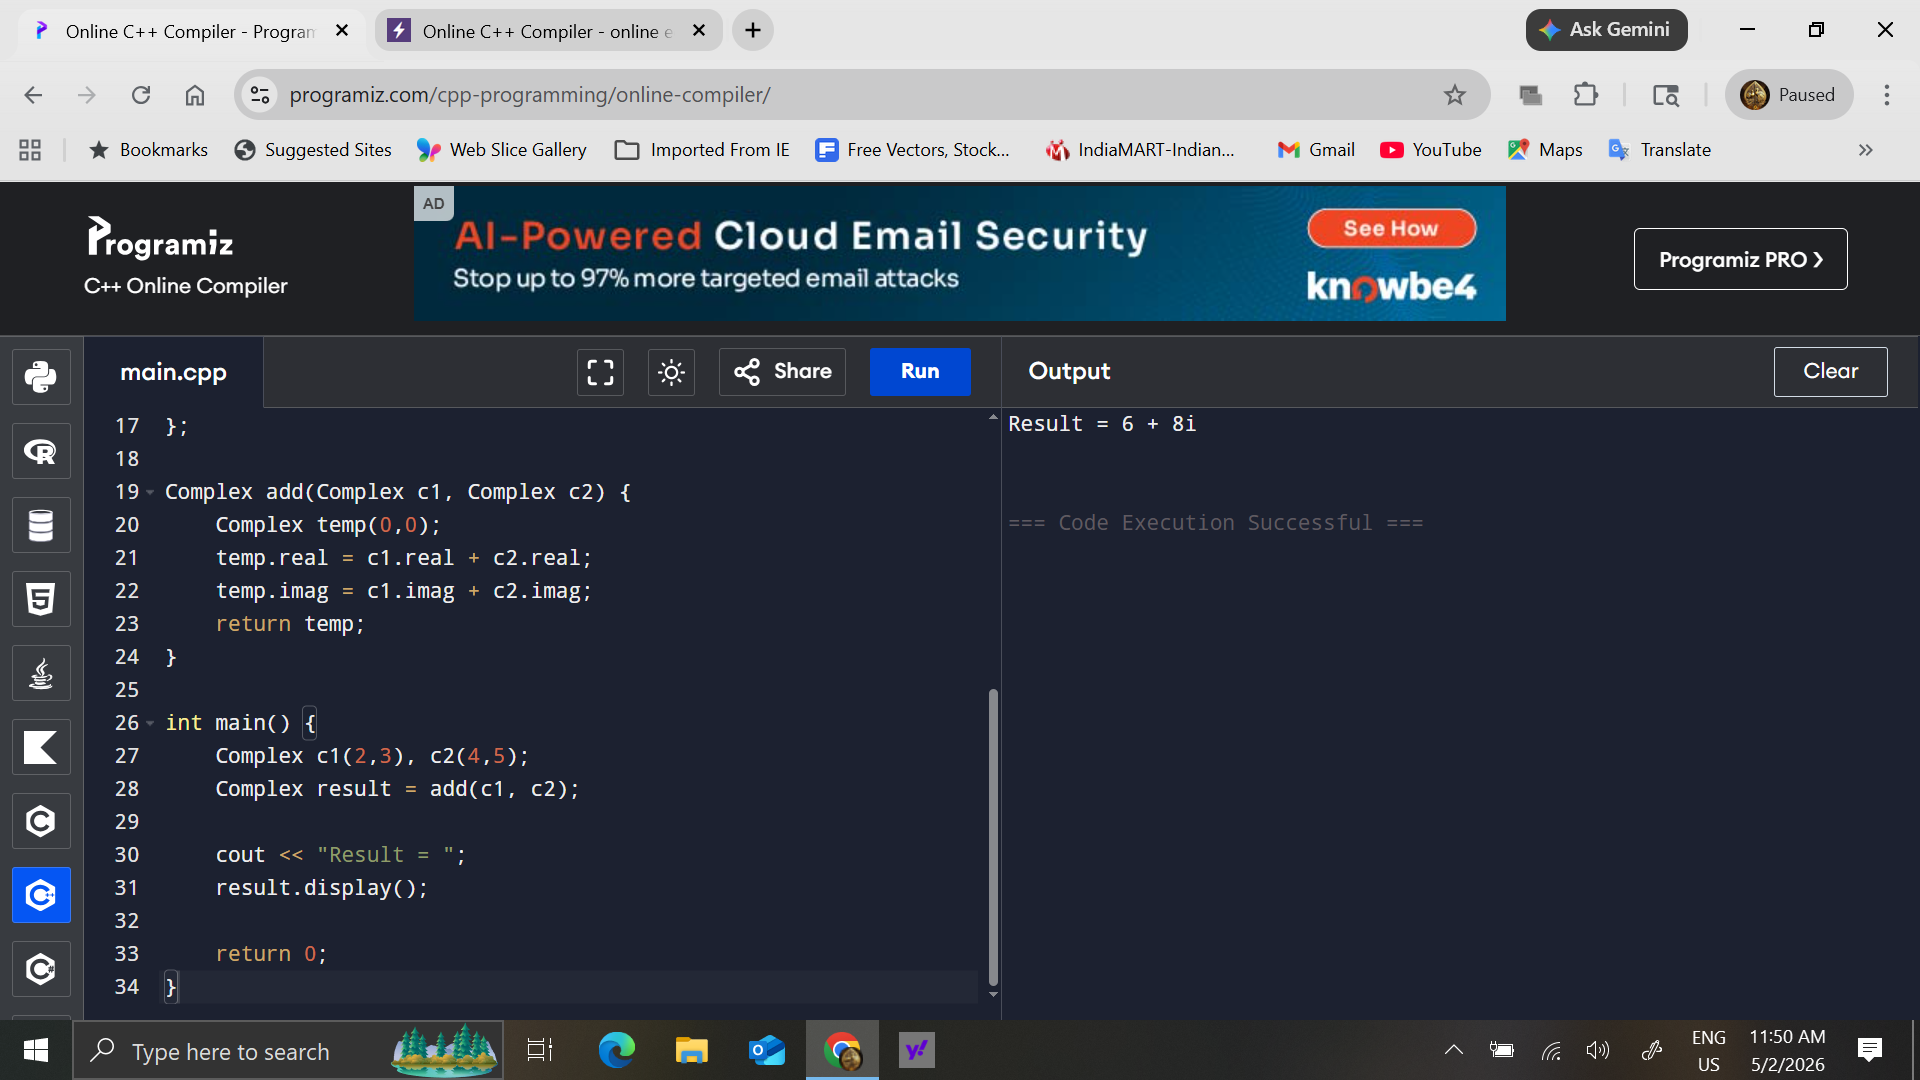 Online C++ Compiler - Program
Online C++ Compiler - online e
Ask Gemini
programiz.com/cpp-programming/online-compiler/
Paused
Bookmarks
Suggested Sites
Web Slice Gallery
Imported From IE
Free Vectors, Stock...
IndiaMART-Indian...
Gmail
YouTube
Maps
Translate
Programiz
C++ Online Compiler
AD
AI-Powered Cloud Email Security
Stop up to 97% more targeted email attacks
See How
knowbe4
Programiz PRO ❯
main.cpp
Share
Run
Output
Clear
17 };
18
19 Complex add(Complex c1, Complex c2) {
20     Complex temp(0,0);
21     temp.real = c1.real + c2.real;
22     temp.imag = c1.imag + c2.imag;
23     return temp;
24 }
25
26 int main() {
27     Complex c1(2,3), c2(4,5);
28     Complex result = add(c1, c2);
29
30     cout << "Result = ";
31     result.display();
32
33     return 0;
34 }
Result = 6 + 8i
=== Code Execution Successful ===
Type here to search
ENG
US
11:50 AM
5/2/2026